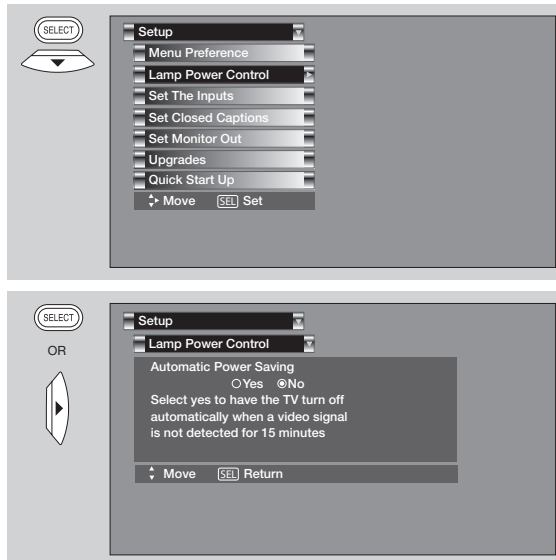 SELECT
Setup
Menu Preference
Lamp Power Control
Set The Inputs
Set Closed Captions
Set Monitor Out
Upgrades
Quick Start Up
Move SEL Set
SELECT
OR
Setup
Lamp Power Control
Automatic Power Saving
Yes No
Select yes to have the TV turn off
automatically when a video signal
is not detected for 15 minutes
Move SEL Return